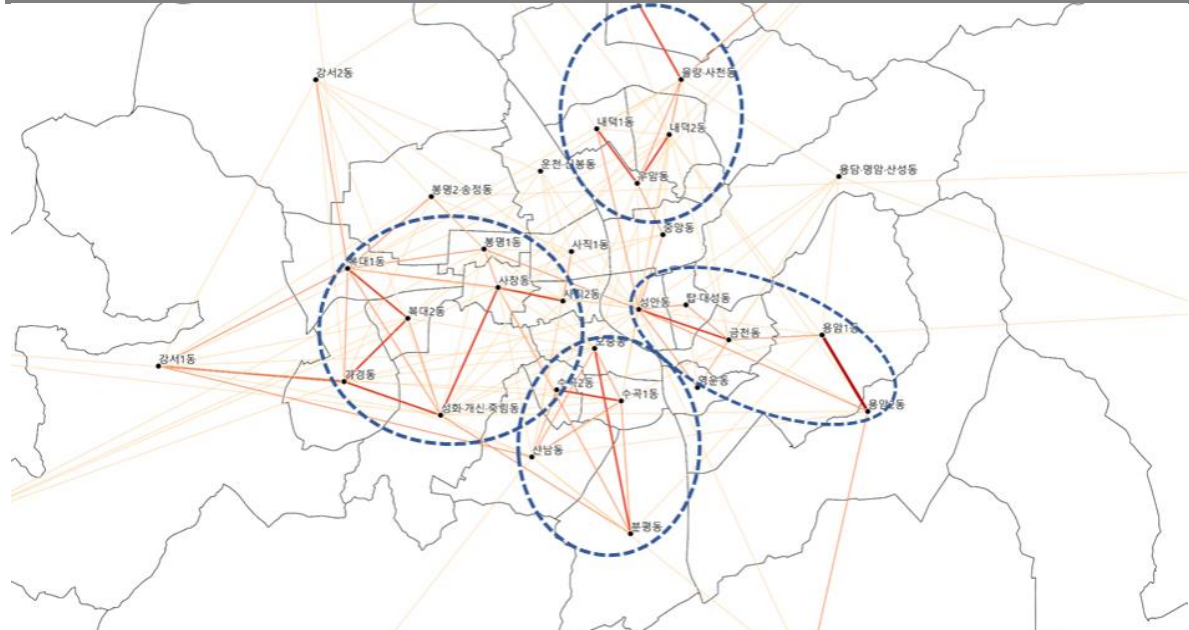 강서2동
율량·사천동
내덕1동
내덕2동
운천·신봉동
우암동
용담·명암·산성동
봉명2·송정동
중앙동
봉명1동
사직1동
복대1동
사창동
사직2동
성안동
탑·대성동
복대2동
금천동
용암1동
모충동
강서1동
가경동
수곡2동
영운동
수곡1동
용암2동
성화·개신·죽림동
산남동
분평동